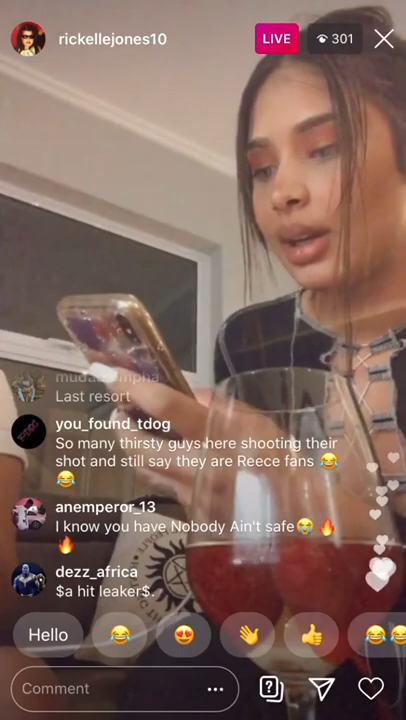 rickellejones10
LIVE
301
Last resort
you_found_tdog
So many thirsty guys here shooting their
shot and still say they are Reece fans 😂
😂
anemperor_13
I know you have Nobody Ain't safe😭🔥
🔥
dezz_africa
$a hit leaker$.
Hello 😂 😍 👋 👍 😂😂
Comment